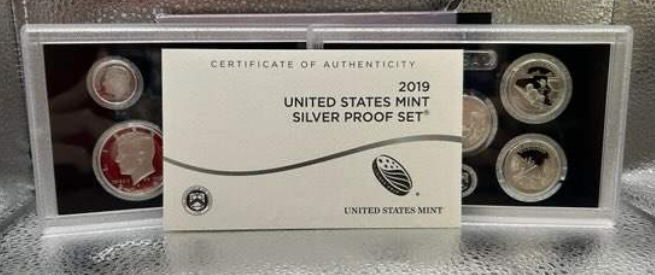 CERTIFICATE OF AUTHENTICITY
2019
UNITED STATES MINT
SILVER PROOF SET®
UNITED STATES MINT